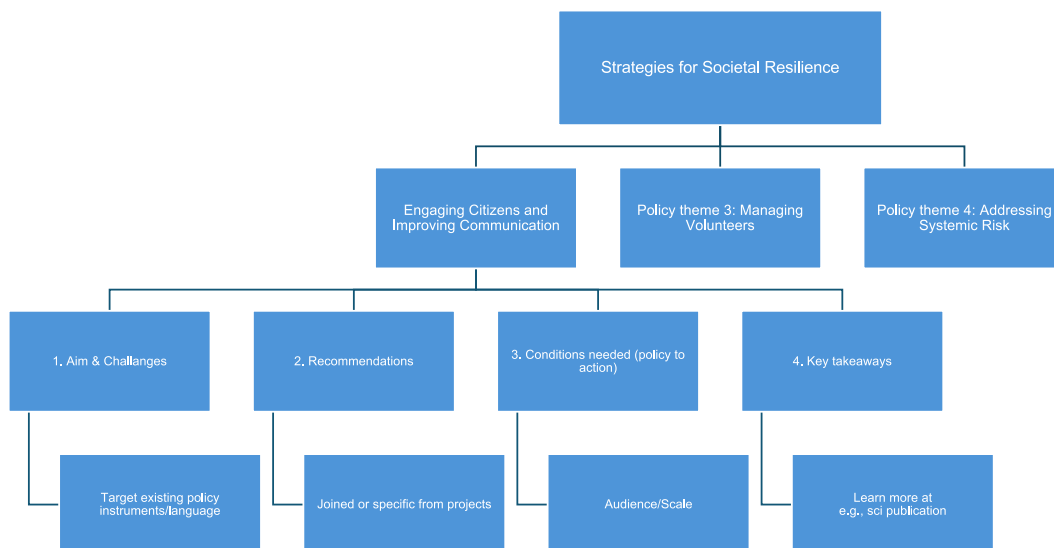 Strategies for Societal Resilience
Engaging Citizens and
Improving Communication
Policy theme 3: Managing
Volunteers
Policy theme 4: Addressing
Systemic Risk
1. Aim & Challanges
2. Recommendations
3. Conditions needed (policy to
action)
4. Key takeaways
Target existing policy
instruments/language
Joined or specific from projects
Audience/Scale
Learn more at
e.g., sci publication